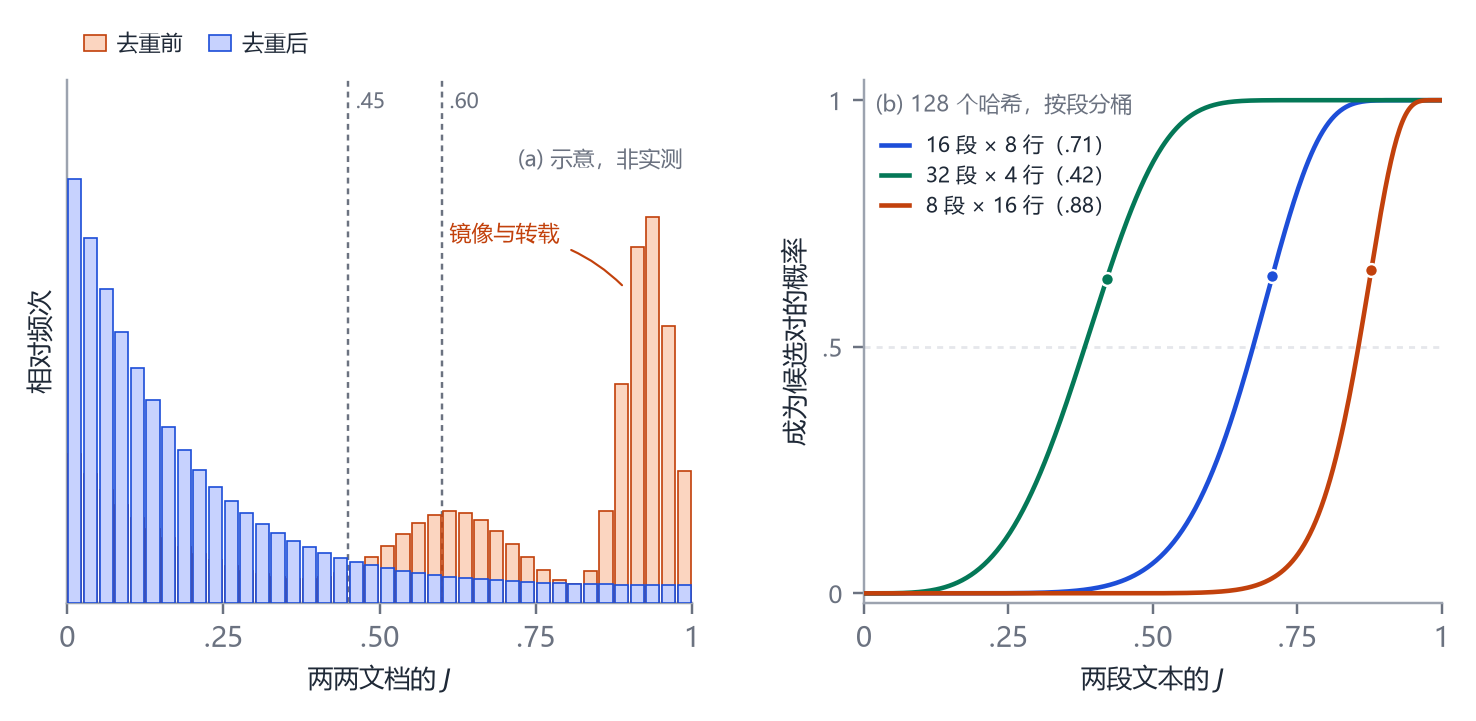 去重前 去重后
.45 .60
(a) 示意，非实测
镜像与转载
相对频次
0 .25 .50 .75 1
两两文档的 J
(b) 128 个哈希，按段分桶
16 段 × 8 行（.71）
32 段 × 4 行（.42）
8 段 × 16 行（.88）
成为候选对的概率
1
.5
0
0 .25 .50 .75 1
两段文本的 J